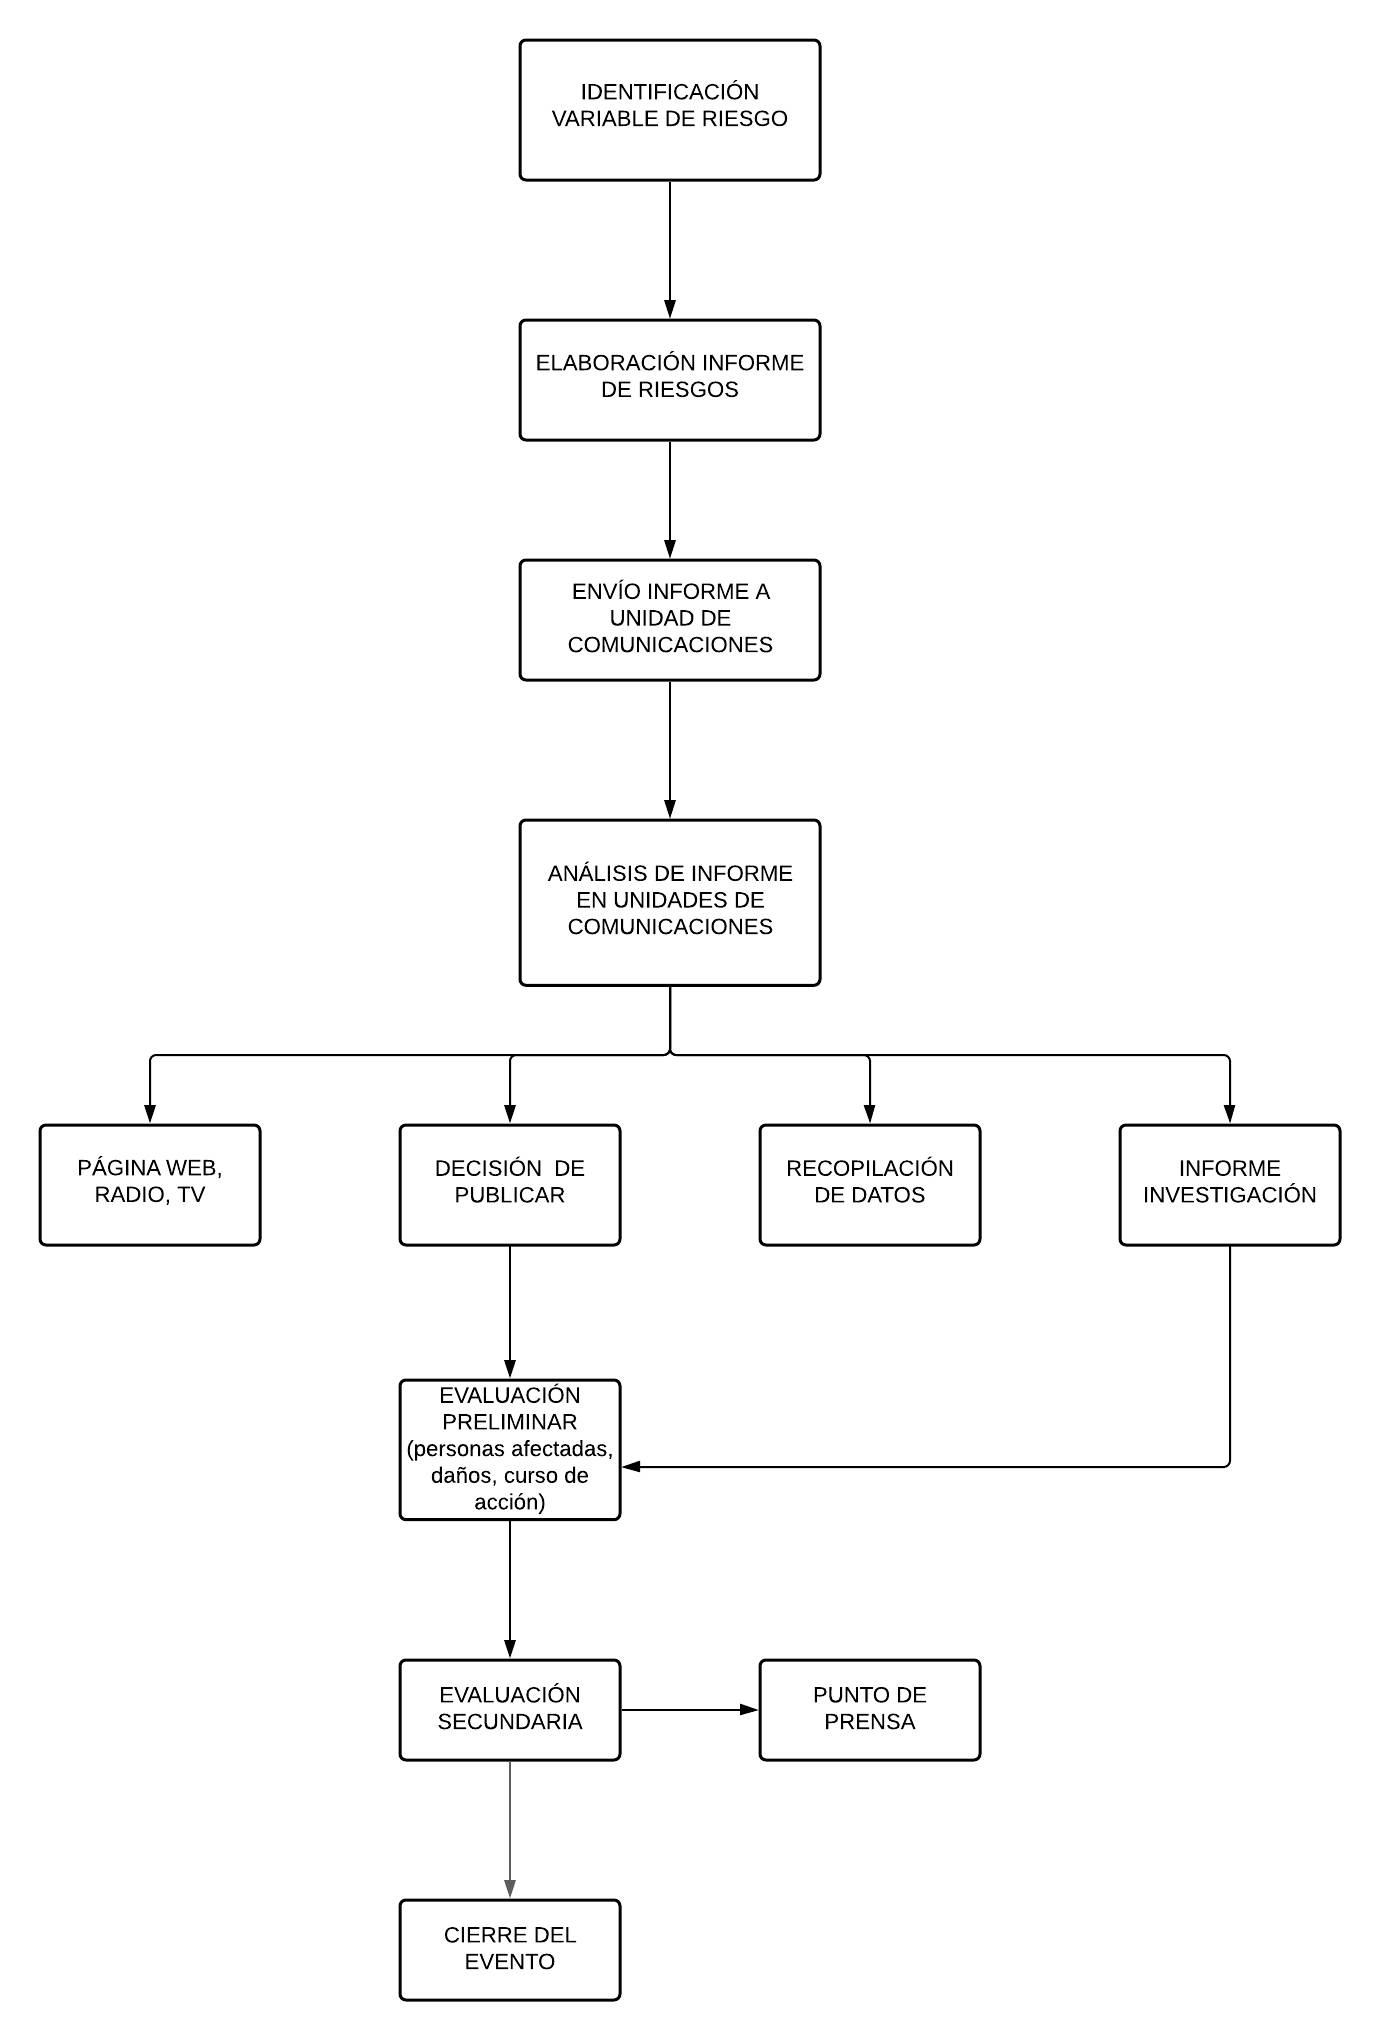 IDENTIFICACIÓN
VARIABLE DE RIESGO
ELABORACIÓN INFORME
DE RIESGOS
ENVÍO INFORME A
UNIDAD DE
COMUNICACIONES
ANÁLISIS DE INFORME
EN UNIDADES DE
COMUNICACIONES
PÁGINA WEB,
RADIO, TV
DECISIÓN  DE
PUBLICAR
RECOPILACIÓN
DE DATOS
INFORME
INVESTIGACIÓN
EVALUACIÓN
PRELIMINAR
(personas afectadas,
daños, curso de
acción)
EVALUACIÓN
SECUNDARIA
PUNTO DE
PRENSA
CIERRE DEL
EVENTO